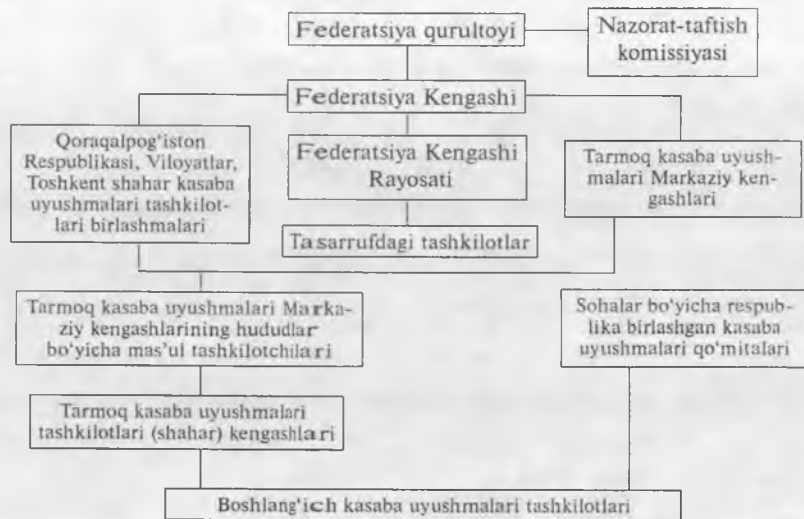 Federatsiya qurultoyi
Nazorat-taftish
komissiyasi
Federatsiya Kengashi
Qoraqalpog‘iston
Respublikasi, Viloyatlar,
Toshkent shahar kasaba
uyushmalari tashkilot-
lari birlashmalari
Federatsiya Kengashi
Rayosati
Tarmoq kasaba uyush-
malari Markaziy ken-
gashlari
Tasarrufdagi tashkilotlar
Tarmoq kasaba uyushmalari Marka-
ziy kengashlarining hududlar
bo‘yicha mas’ul tashkilotchilari
Sohalar bo‘yicha respub-
lika birlashgan kasaba
uyushmalari qo‘mitalari
Tarmoq kasaba uyushmalari
tashkilotlari (shahar) kengashlari
Boshlang‘ich kasaba uyushmalari tashkilotlari